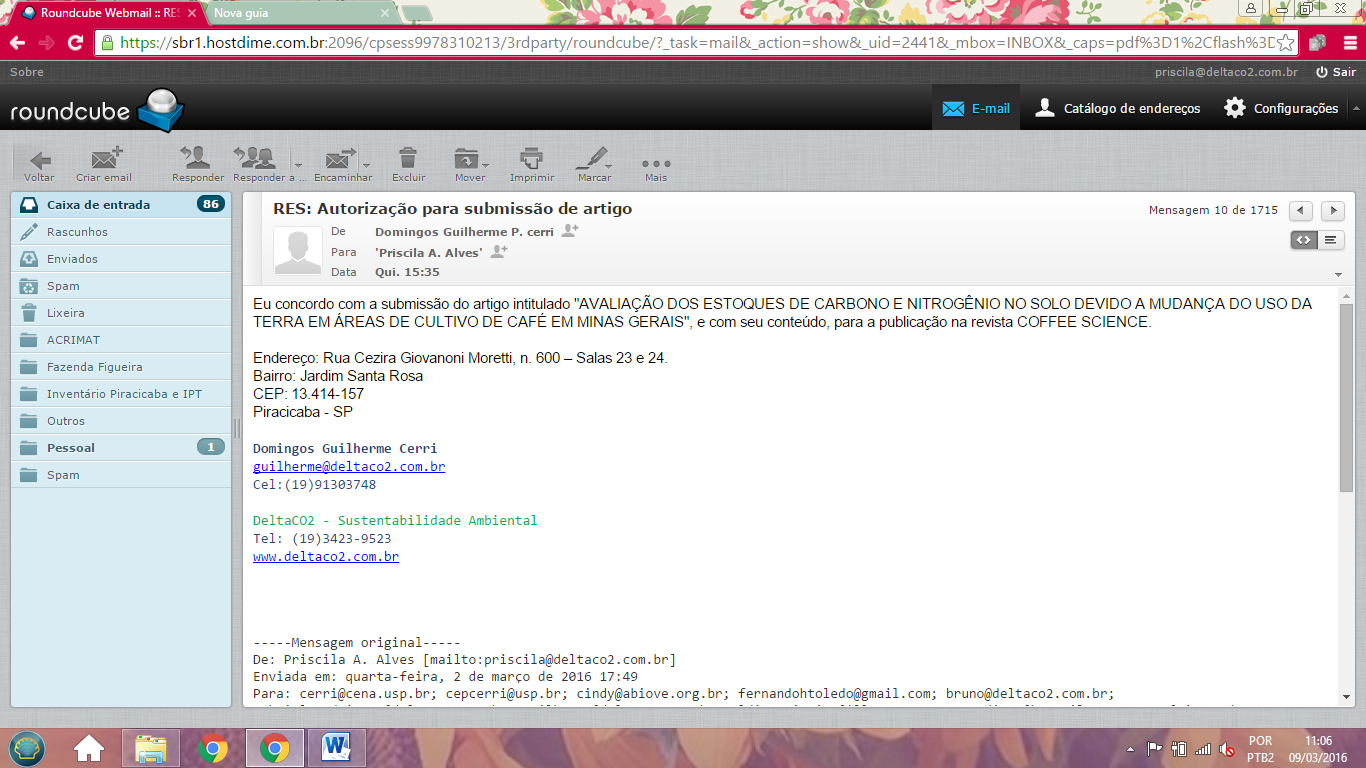 Roundcube Webmail :: RES
Nova guia
https://sbr1.hostdime.com.br:2096/cpsess9978310213/3rdparty/roundcube/?_task=mail&_action=show&_uid=2441&_mbox=INBOX&_caps=pdf%3D1%2Cflash%3D
Sobre
priscila@deltaco2.com.br Sair
roundcube
E-mail Catálogo de endereços Configurações
Voltar Criar email Responder Responder a ... Encaminhar Excluir Mover Imprimir Marcar Mais
Caixa de entrada 86
Rascunhos
Enviados
Spam
Lixeira
ACRIMAT
Fazenda Figueira
Inventário Piracicaba e IPT
Outros
Pessoal 1
Spam
RES: Autorização para submissão de artigo
Mensagem 10 de 1715
De Domingos Guilherme P. cerri
Para 'Priscila A. Alves'
Data Qui. 15:35
Eu concordo com a submissão do artigo intitulado "AVALIAÇÃO DOS ESTOQUES DE CARBONO E NITROGÊNIO NO SOLO DEVIDO A MUDANÇA DO USO DA
TERRA EM ÁREAS DE CULTIVO DE CAFÉ EM MINAS GERAIS", e com seu conteúdo, para a publicação na revista COFFEE SCIENCE.
Endereço: Rua Cezira Giovanoni Moretti, n. 600 – Salas 23 e 24.
Bairro: Jardim Santa Rosa
CEP: 13.414-157
Piracicaba - SP
Domingos Guilherme Cerri
guilherme@deltaco2.com.br
Cel:(19)91303748
DeltaCO2 - Sustentabilidade Ambiental
Tel: (19)3423-9523
www.deltaco2.com.br
-----Mensagem original-----
De: Priscila A. Alves [mailto:priscila@deltaco2.com.br]
Enviada em: quarta-feira, 2 de março de 2016 17:49
Para: cerri@cena.usp.br; cepcerri@usp.br; cindy@abiove.org.br; fernandohtoledo@gmail.com; bruno@deltaco2.com.br;
POR 11:06
PTB2 09/03/2016